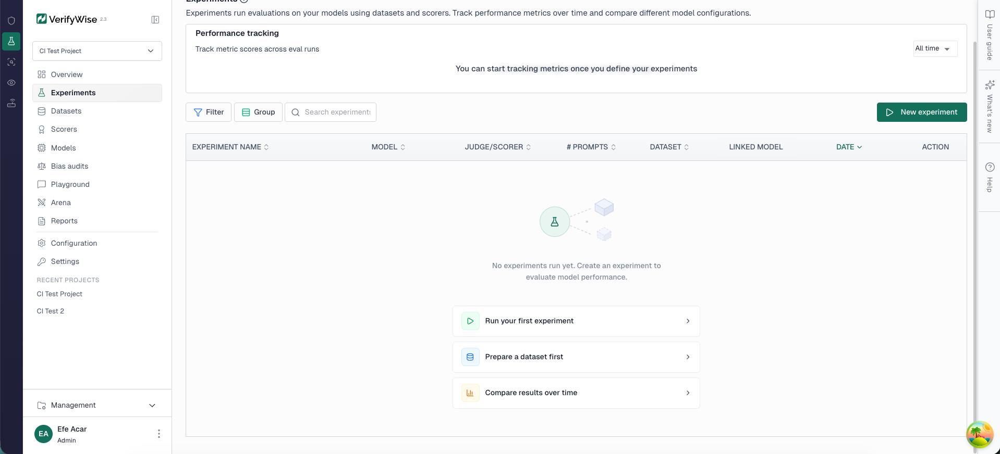 VerifyWise 2.3
CI Test Project
Overview
Experiments
Datasets
Scorers
Models
Bias audits
Playground
Arena
Reports
Configuration
Settings
RECENT PROJECTS
CI Test Project
CI Test 2
Management
EA
Efe Acar
Admin
Experiments
Experiments run evaluations on your models using datasets and scorers. Track performance metrics over time and compare different model configurations.
Performance tracking
Track metric scores across eval runs
All time
You can start tracking metrics once you define your experiments
Filter
Group
Search experiments
New experiment
EXPERIMENT NAME MODEL JUDGE/SCORER # PROMPTS DATASET LINKED MODEL DATE ACTION
No experiments run yet. Create an experiment to
evaluate model performance.
Run your first experiment
Prepare a dataset first
Compare results over time
User guide
What's new
Help